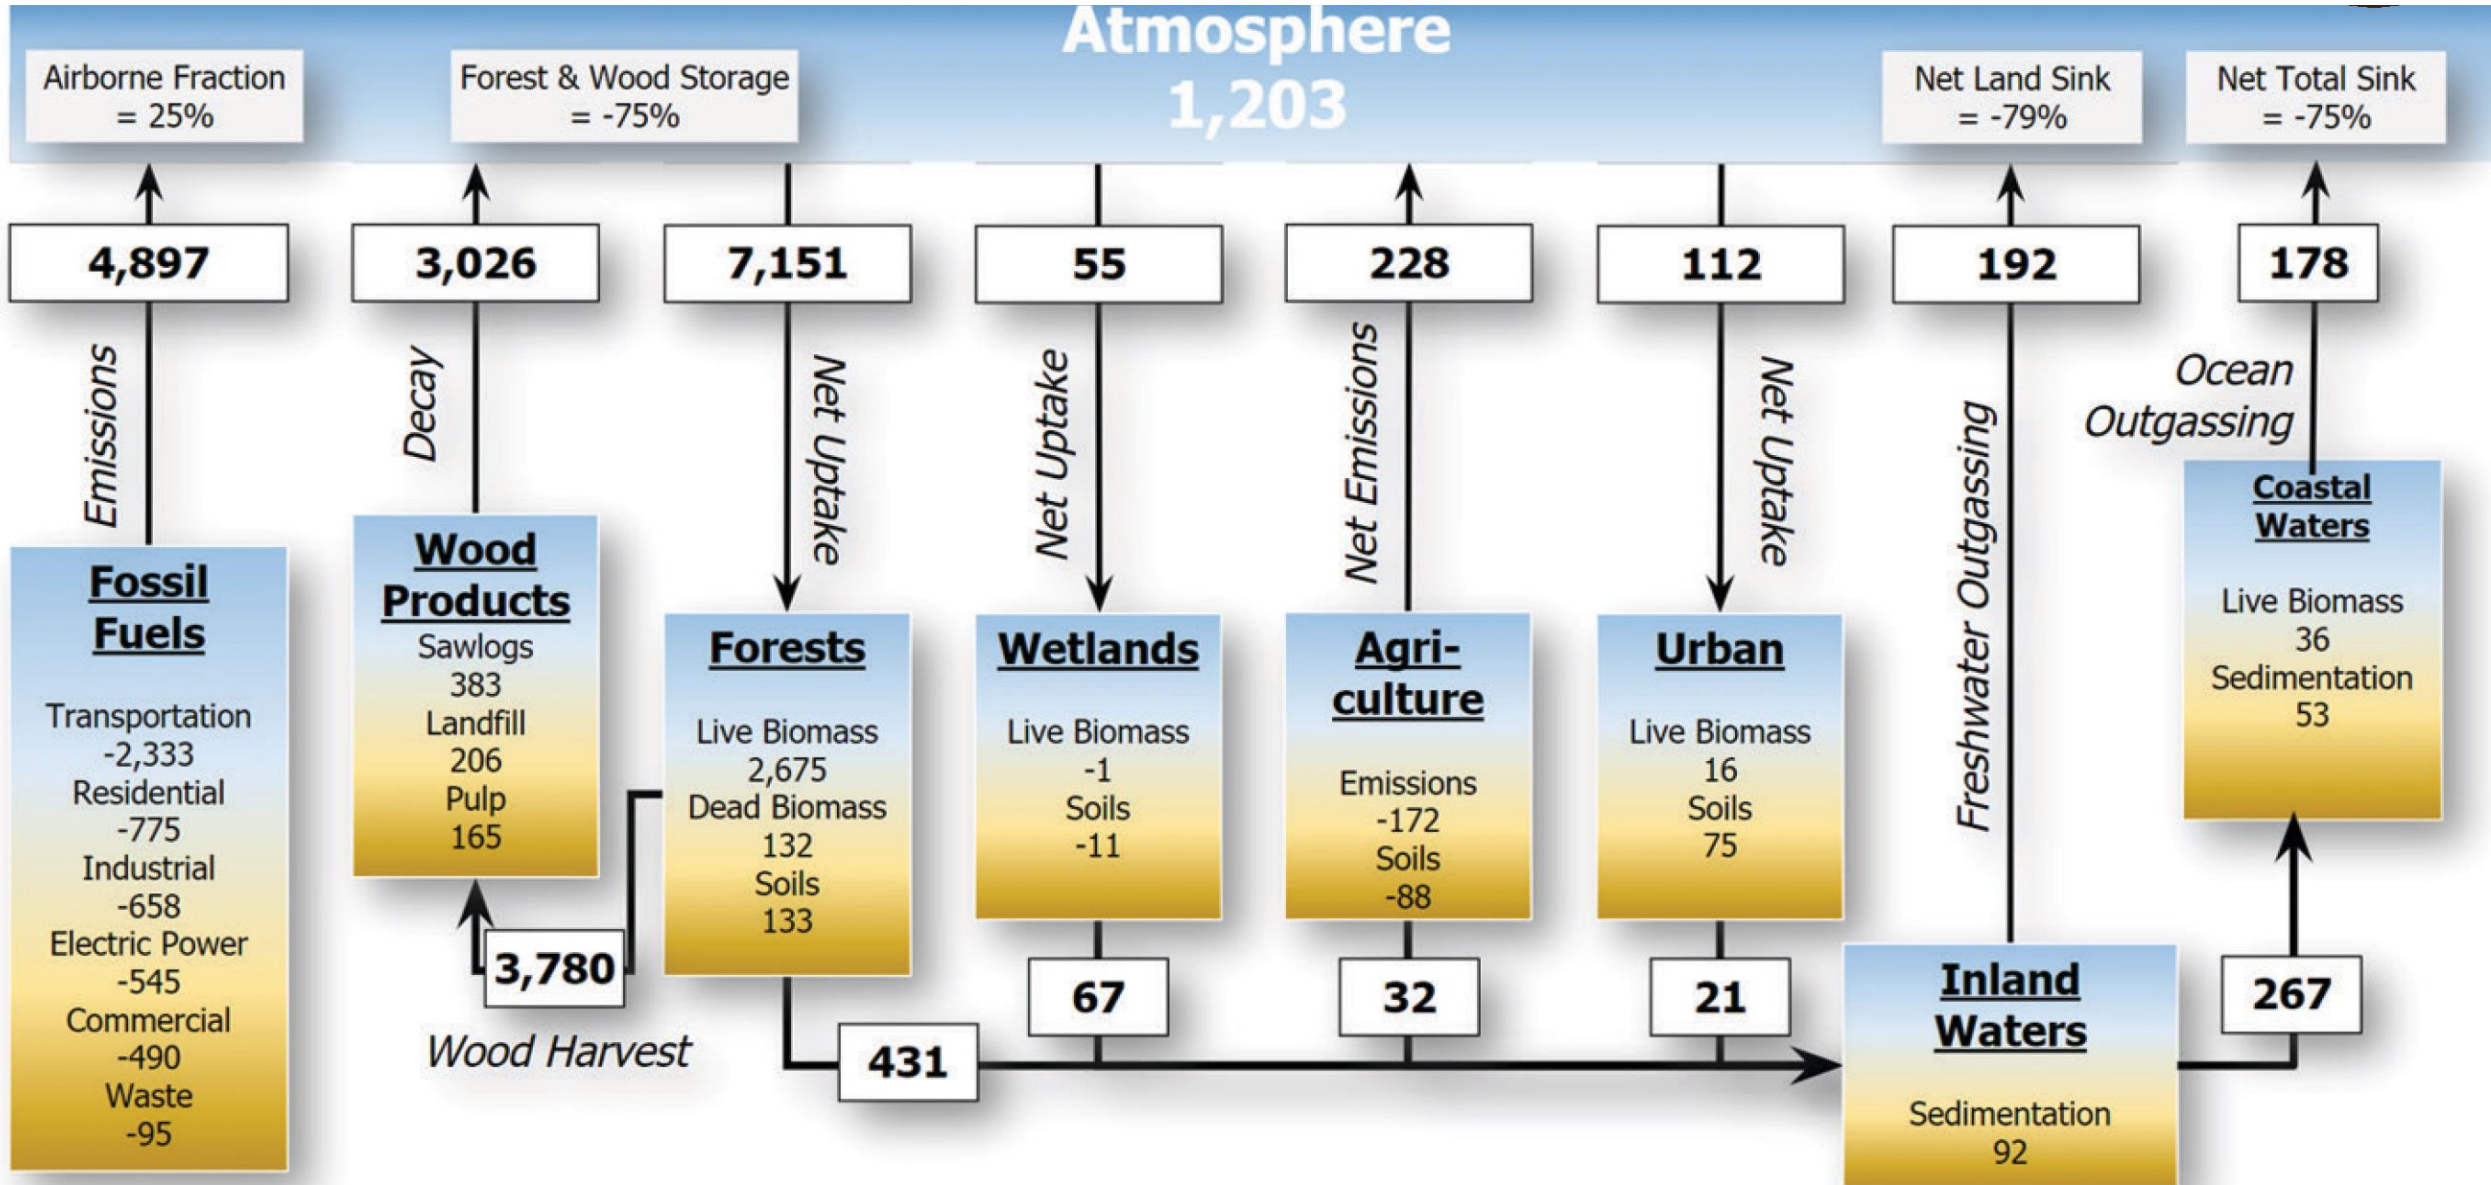 Atmosphere
1,203
Airborne Fraction
= 25%
Forest & Wood Storage
= -75%
Net Land Sink
= -79%
Net Total Sink
= -75%
4,897
3,026
7,151
55
228
112
192
178
Emissions
Decay
Net Uptake
Net Uptake
Net Emissions
Net Uptake
Freshwater Outgassing
Ocean
Outgassing
Fossil
Fuels
Transportation
-2,333
Residential
-775
Industrial
-658
Electric Power
-545
Commercial
-490
Waste
-95
Wood
Products
Sawlogs
383
Landfill
206
Pulp
165
3,780
Wood Harvest
Forests
Live Biomass
2,675
Dead Biomass
132
Soils
133
431
Wetlands
Live Biomass
-1
Soils
-11
67
Agri-
culture
Emissions
-172
Soils
-88
32
Urban
Live Biomass
16
Soils
75
21
Inland
Waters
Sedimentation
92
267
Coastal
Waters
Live Biomass
36
Sedimentation
53